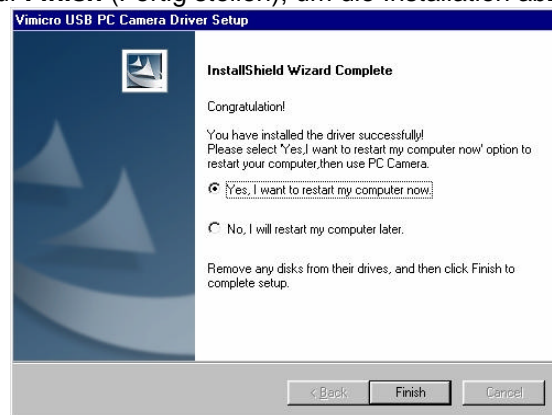 Finish (Fertig stellen), um die Installation
Vimicro USB PC Camera Driver Setup
InstallShield Wizard Complete
Congratulation!
You have installed the driver successfully!
Please select 'Yes,I want to restart my computer now' option to
restart your computer,then use PC Camera.
Yes, I want to restart my computer now.
No, I will restart my computer later.
Remove any disks from their drives, and then click Finish to
complete setup.
< Back
Finish
Cancel